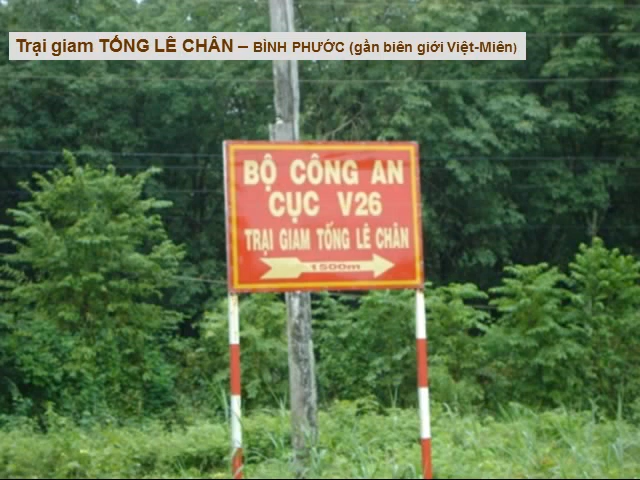 Trại giam TỐNG LÊ CHÂN – BÌNH PHƯỚC (gần biên giới Việt-Miên)
BỘ CÔNG AN
CỤC V26
TRẠI GIAM TỐNG LÊ CHÂN
1500m